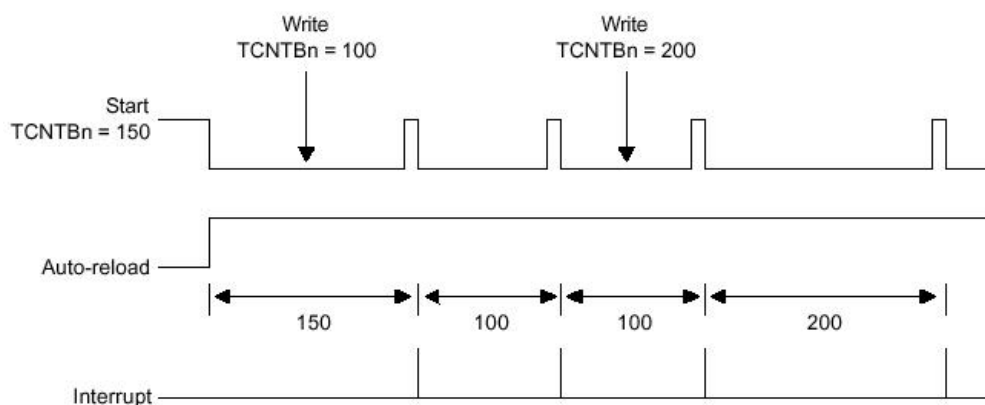 Write
TCNTBn = 100
Write
TCNTBn = 200
Start
TCNTBn = 150
Auto-reload
150
100
100
200
Interrupt